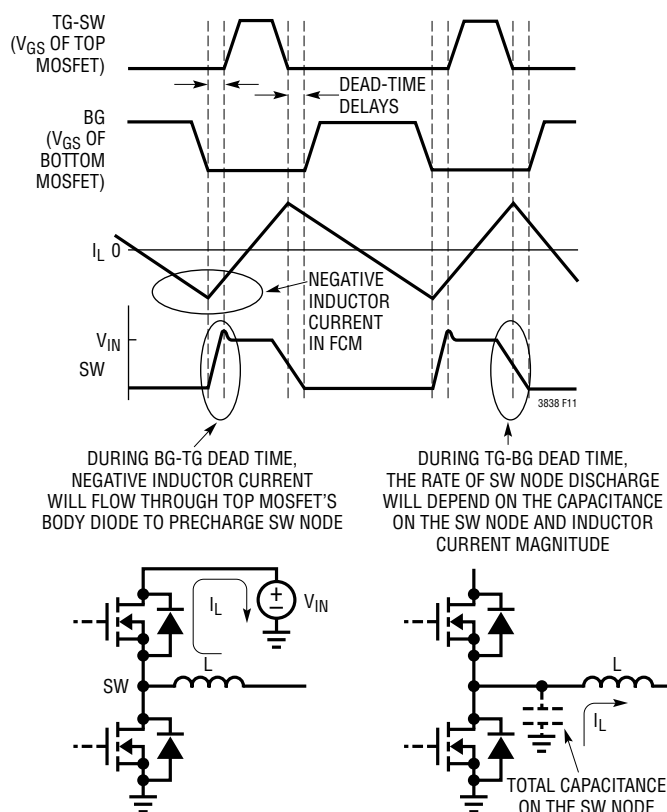 TG-SW
(VGS OF TOP
MOSFET)
DEAD-TIME
DELAYS
BG
(VGS OF
BOTTOM
MOSFET)
IL 0
NEGATIVE
INDUCTOR
CURRENT
IN FCM
VIN
SW
3838 F11
DURING BG-TG DEAD TIME,
NEGATIVE INDUCTOR CURRENT
WILL FLOW THROUGH TOP MOSFET'S
BODY DIODE TO PRECHARGE SW NODE
DURING TG-BG DEAD TIME,
THE RATE OF SW NODE DISCHARGE
WILL DEPEND ON THE CAPACITANCE
ON THE SW NODE AND INDUCTOR
CURRENT MAGNITUDE
IL
+
−
VIN
L
SW
L
IL
TOTAL CAPACITANCE
ON THE SW NODE